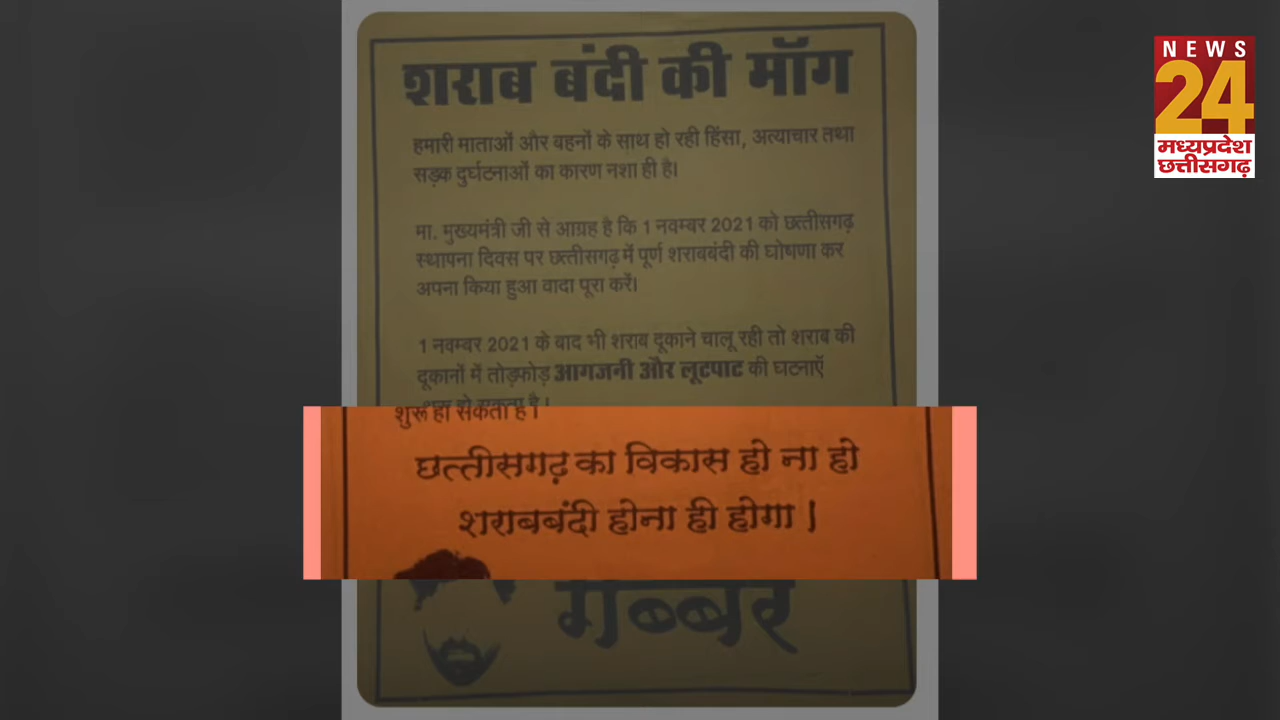 शराब बंदी की मॉग
हमारी माताओं और बहनों के साथ हो रही हिंसा, अत्याचार तथा
सड़क दुर्घटनाओं का कारण नशा ही है।
मा. मुख्यमंत्री जी से आग्रह है कि 1 नवम्बर 2021 को छत्तीसगढ़
स्थापना दिवस पर छत्तीसगढ़ में पूर्ण शराबबंदी की घोषणा कर
अपना किया हुआ वादा पूरा करें।
1 नवम्बर 2021 के बाद भी शराब दूकाने चालू रही तो शराब की
दूकानों में तोड़फोड़ आगजनी और लूटपाट की घटनाऍ
शुरू हो सकता है।
छत्तीसगढ़ का विकास हो ना हो
शराबबंदी होना ही होगा |
गब्बर
NEWS
24
मध्यप्रदेश
छत्तीसगढ़